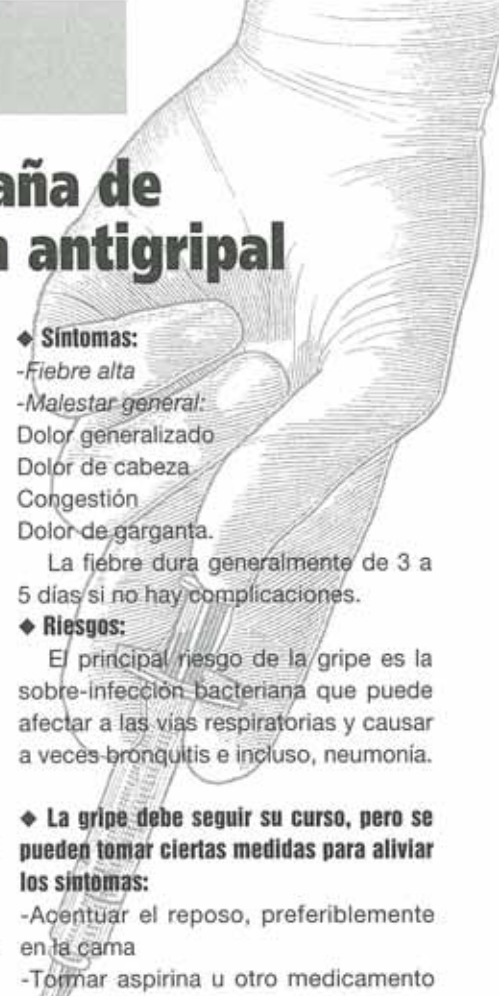 aña de
antigripal
◆ Síntomas:
-Fiebre alta
-Malestar general:
Dolor generalizado
Dolor de cabeza
Congestión
Dolor de garganta.
La fiebre dura generalmente de 3 a
5 días si no hay complicaciones.
◆ Riesgos:
El principal riesgo de la gripe es la
sobre-infección bacteriana que puede
afectar a las vías respiratorias y causar
a veces bronquitis e incluso, neumonía.
◆ La gripe debe seguir su curso, pero se
pueden tomar ciertas medidas para aliviar
los síntomas:
-Acentuar el reposo, preferiblemente
en la cama
-Tormar aspirina u otro medicamento